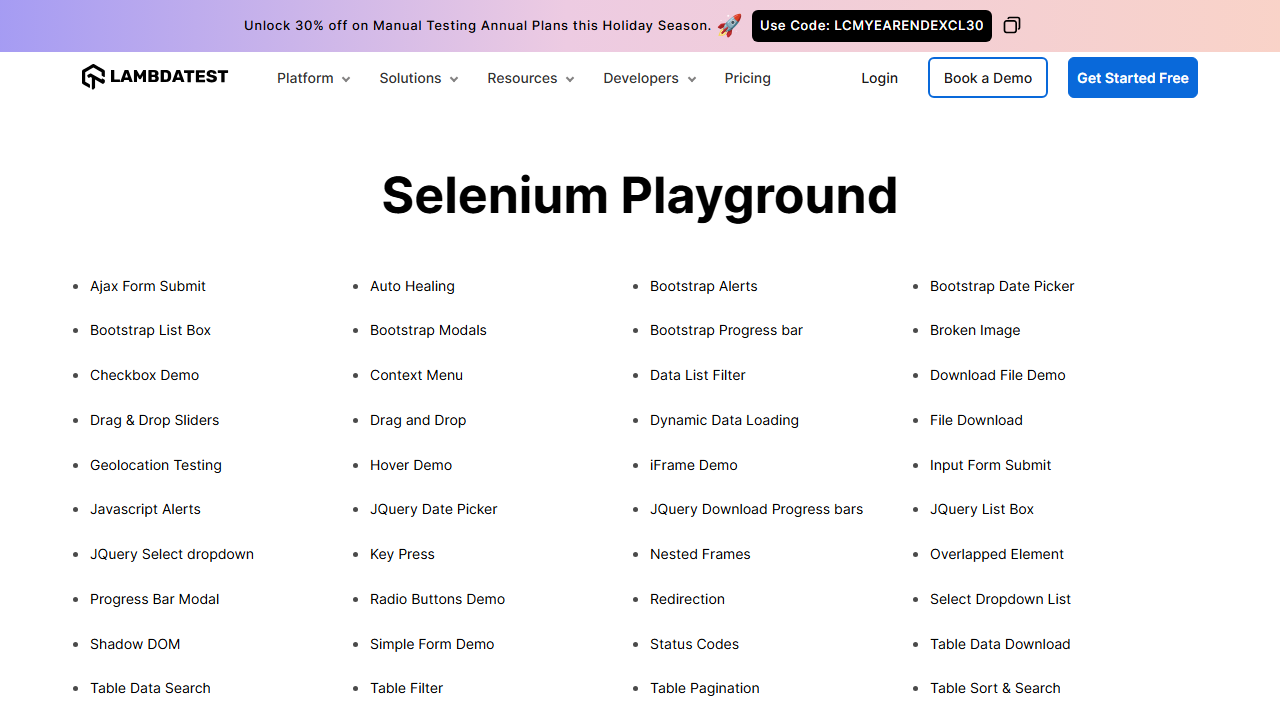 Unlock 30% off on Manual Testing Annual Plans this Holiday Season. 🚀 Use Code: LCMYEARENDEXCL30
LAMBDATEST Platform Solutions Resources Developers Pricing Login Book a Demo Get Started Free
Selenium Playground
Ajax Form Submit Auto Healing Bootstrap Alerts Bootstrap Date Picker
Bootstrap List Box Bootstrap Modals Bootstrap Progress bar Broken Image
Checkbox Demo Context Menu Data List Filter Download File Demo
Drag & Drop Sliders Drag and Drop Dynamic Data Loading File Download
Geolocation Testing Hover Demo iFrame Demo Input Form Submit
Javascript Alerts JQuery Date Picker JQuery Download Progress bars JQuery List Box
JQuery Select dropdown Key Press Nested Frames Overlapped Element
Progress Bar Modal Radio Buttons Demo Redirection Select Dropdown List
Shadow DOM Simple Form Demo Status Codes Table Data Download
Table Data Search Table Filter Table Pagination Table Sort & Search